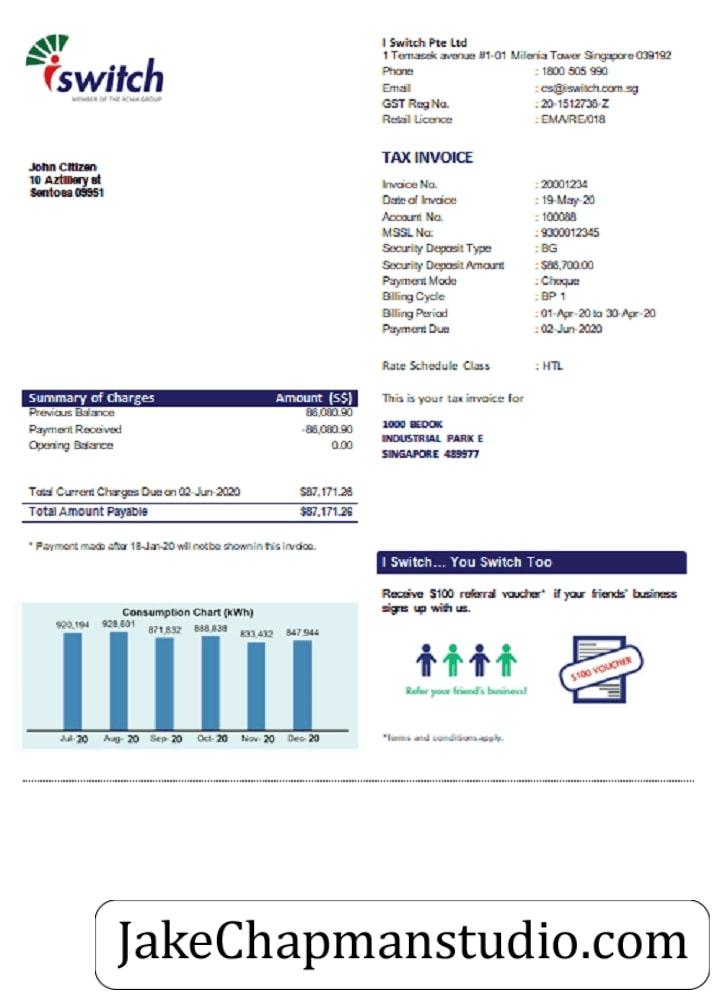 iswitch
MEMBER OF THE ACMA GROUP
I Switch Pte Ltd
1 Temasek avenue #1-01 Milenia Tower Singapore 039192
Phone : 1800 505 990
Email : cs@iswitch.com.sg
GST Reg No. : 20-1512738-Z
Retail Licence : EMA/RE/018
John Citizen
10 Aztillery st
Sentosa 09951
TAX INVOICE
Invoice No. : 20001234
Date of Invoice : 19-May-20
Account No. : 100088
MSSL No: : 9300012345
Security Deposit Type : BG
Security Deposit Amount : $88,700.00
Payment Mode : Cheque
Billing Cycle : BP 1
Billing Period : 01-Apr-20 to 30-Apr-20
Payment Due : 02-Jun-2020
Rate Schedule Class : HTL
Summary of Charges Amount (S$)
Previous Balance 86,080.90
Payment Received -86,080.90
Opening Balance 0.00
Total Current Charges Due on 02-Jun-2020 $87,171.26
Total Amount Payable $87,171.26
* Payment made after 18-Jan-20 will not be shown in this invoice.
This is your tax invoice for
1000 BEDOK
INDUSTRIAL PARK E
SINGAPORE 489977
I Switch... You Switch Too
Receive $100 referral voucher* if your friends' business
signs up with us.
$100 VOUCHER
Refer your friend's business!
*Terms and conditions apply.
Consumption Chart (kWh)
920,194 928,601 871,832 888,838 833,432 847,944
Jul-20 Aug-20 Sep-20 Oct-20 Nov-20 Dec-20
JakeChapmanstudio.com